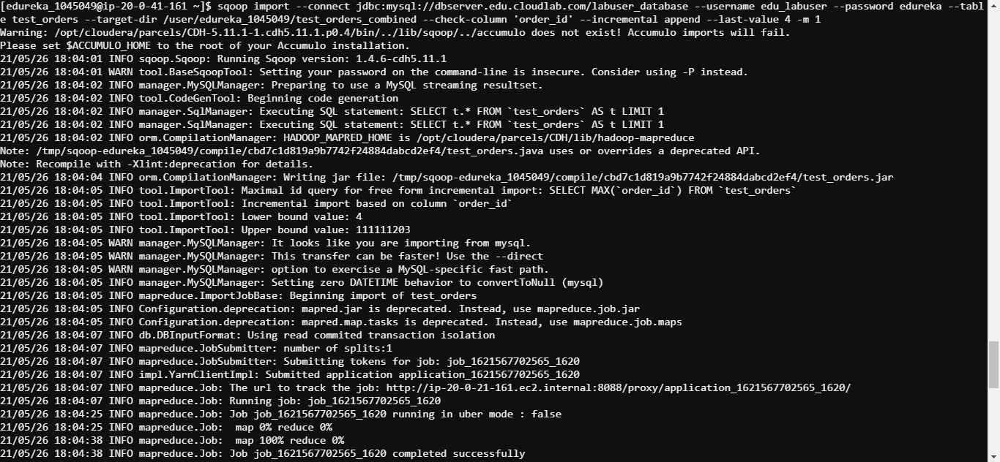 [edureka_1045049@ip-20-0-41-161 ~]$ sqoop import --connect jdbc:mysql://dbserver.edu.cloudlab.com/labuser_database --username edu_labuser --password edureka --tabl
e test_orders --target-dir /user/edureka_1045049/test_orders_combined --check-column 'order_id' --incremental append --last-value 4 -m 1
Warning: /opt/cloudera/parcels/CDH-5.11.1-1.cdh5.11.1.p0.4/bin/../lib/sqoop/../accumulo does not exist! Accumulo imports will fail.
Please set $ACCUMULO_HOME to the root of your Accumulo installation.
21/05/26 18:04:01 INFO sqoop.Sqoop: Running Sqoop version: 1.4.6-cdh5.11.1
21/05/26 18:04:01 WARN tool.BaseSqoopTool: Setting your password on the command-line is insecure. Consider using -P instead.
21/05/26 18:04:02 INFO manager.MySQLManager: Preparing to use a MySQL streaming resultset.
21/05/26 18:04:02 INFO tool.CodeGenTool: Beginning code generation
21/05/26 18:04:02 INFO manager.SqlManager: Executing SQL statement: SELECT t.* FROM `test_orders` AS t LIMIT 1
21/05/26 18:04:02 INFO manager.SqlManager: Executing SQL statement: SELECT t.* FROM `test_orders` AS t LIMIT 1
21/05/26 18:04:02 INFO orm.CompilationManager: HADOOP_MAPRED_HOME is /opt/cloudera/parcels/CDH/lib/hadoop-mapreduce
Note: /tmp/sqoop-edureka_1045049/compile/cbd7c1d819a9b7742f24884dabcd2ef4/test_orders.java uses or overrides a deprecated API.
Note: Recompile with -Xlint:deprecation for details.
21/05/26 18:04:04 INFO orm.CompilationManager: Writing jar file: /tmp/sqoop-edureka_1045049/compile/cbd7c1d819a9b7742f24884dabcd2ef4/test_orders.jar
21/05/26 18:04:05 INFO tool.ImportTool: Maximal id query for free form incremental import: SELECT MAX(`order_id`) FROM `test_orders`
21/05/26 18:04:05 INFO tool.ImportTool: Incremental import based on column `order_id`
21/05/26 18:04:05 INFO tool.ImportTool: Lower bound value: 4
21/05/26 18:04:05 INFO tool.ImportTool: Upper bound value: 111111203
21/05/26 18:04:05 WARN manager.MySQLManager: It looks like you are importing from mysql.
21/05/26 18:04:05 WARN manager.MySQLManager: This transfer can be faster! Use the --direct
21/05/26 18:04:05 WARN manager.MySQLManager: option to exercise a MySQL-specific fast path.
21/05/26 18:04:05 INFO manager.MySQLManager: Setting zero DATETIME behavior to convertToNull (mysql)
21/05/26 18:04:05 INFO mapreduce.ImportJobBase: Beginning import of test_orders
21/05/26 18:04:05 INFO Configuration.deprecation: mapred.jar is deprecated. Instead, use mapreduce.job.jar
21/05/26 18:04:05 INFO Configuration.deprecation: mapred.map.tasks is deprecated. Instead, use mapreduce.job.maps
21/05/26 18:04:07 INFO db.DBInputFormat: Using read commited transaction isolation
21/05/26 18:04:07 INFO mapreduce.JobSubmitter: number of splits:1
21/05/26 18:04:07 INFO mapreduce.JobSubmitter: Submitting tokens for job: job_1621567702565_1620
21/05/26 18:04:07 INFO impl.YarnClientImpl: Submitted application application_1621567702565_1620
21/05/26 18:04:07 INFO mapreduce.Job: The url to track the job: http://ip-20-0-21-161.ec2.internal:8088/proxy/application_1621567702565_1620/
21/05/26 18:04:07 INFO mapreduce.Job: Running job: job_1621567702565_1620
21/05/26 18:04:25 INFO mapreduce.Job: Job job_1621567702565_1620 running in uber mode : false
21/05/26 18:04:25 INFO mapreduce.Job:  map 0% reduce 0%
21/05/26 18:04:38 INFO mapreduce.Job:  map 100% reduce 0%
21/05/26 18:04:38 INFO mapreduce.Job: Job job_1621567702565_1620 completed successfully